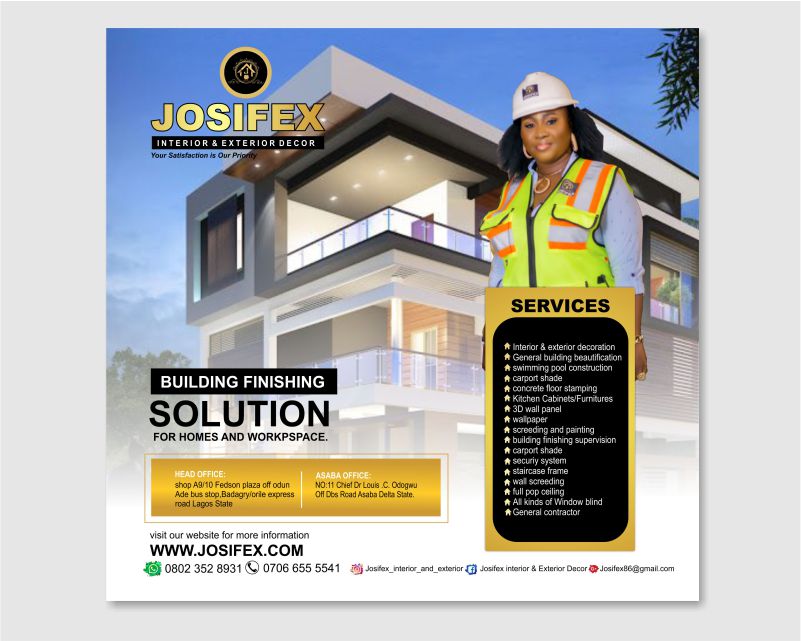 JOSIFEX
INTERIOR & EXTERIOR DECOR
Your Satisfaction is Our Priority
SERVICES
Interior & exterior decoration
General building beautification
swimming pool construction
carport shade
concrete floor stamping
Kitchen Cabinets/Furnitures
3D wall panel
wallpaper
screeding and painting
building finishing supervision
carport shade
securiy system
staircase frame
wall screeding
full pop ceiling
All kinds of Window blind
General contractor
BUILDING FINISHING
SOLUTION
FOR HOMES AND WORKPSPACE.
HEAD OFFICE:
shop A9/10 Fedson plaza off odun
Ade bus stop,Badagry/orile express
road Lagos State
ASABA OFFICE:
NO:11 Chief Dr Louis .C. Odogwu
Off Dbs Road Asaba Delta State.
visit our website for more information
WWW.JOSIFEX.COM
0802 352 8931 0706 655 5541 Josifex_interior_and_exterior Josifex interior & Exterior Decor Josifex86@gmail.com